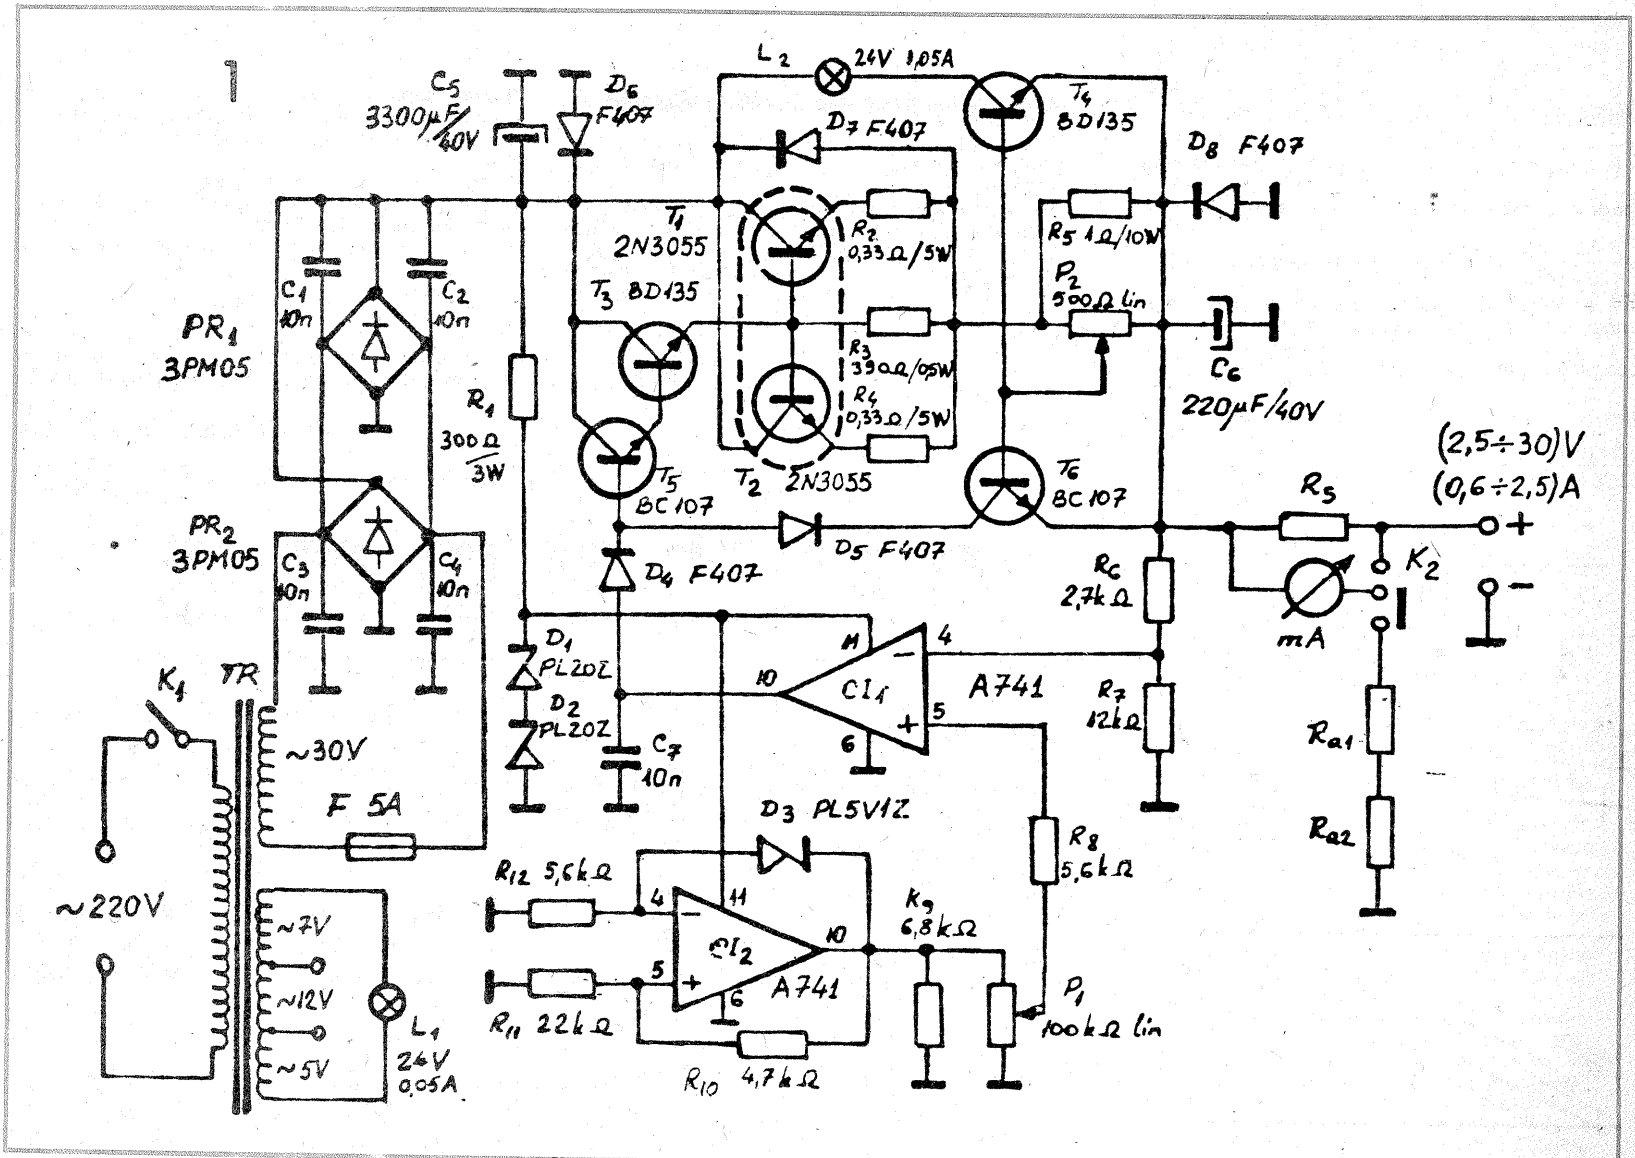 1
C5
3300µF/
40V
D6
F407
L2
24V 0,05A
T4
BD135
D7 F407
D8 F407
T1
2N3055
R2
0,33Ω/5W
R5 1Ω/10W
P2
500Ω lin
C1
10n
C2
10n
PR1
3PM05
T3 BD135
R3
390Ω/0,5W
C6
220µF/40V
R1
300Ω
/3W
R4
0,33Ω/5W
T2 2N3055
T5
BC107
T6
BC107
(2,5÷30)V
(0,6÷2,5)A
RS
+
PR2
3PM05
C3
10n
C4
10n
D5 F407
D4 F407
R6
2,7kΩ
K2
-
mA
D1
PL20Z
11
-
4
10
CI1
A741
+
5
6
R7
12kΩ
K1
TR
D2
PL20Z
C7
10n
~30V
Ra1
F 5A
D3 PL5V1Z
R8
5,6kΩ
Ra2
~220V
R12 5,6kΩ
4
-
11
10
R9
6,8kΩ
~7V
CI2
5
+
6
A741
P1
100kΩ lin
~12V
R11 22kΩ
L1
24V
0,05A
~5V
R10 4,7kΩ